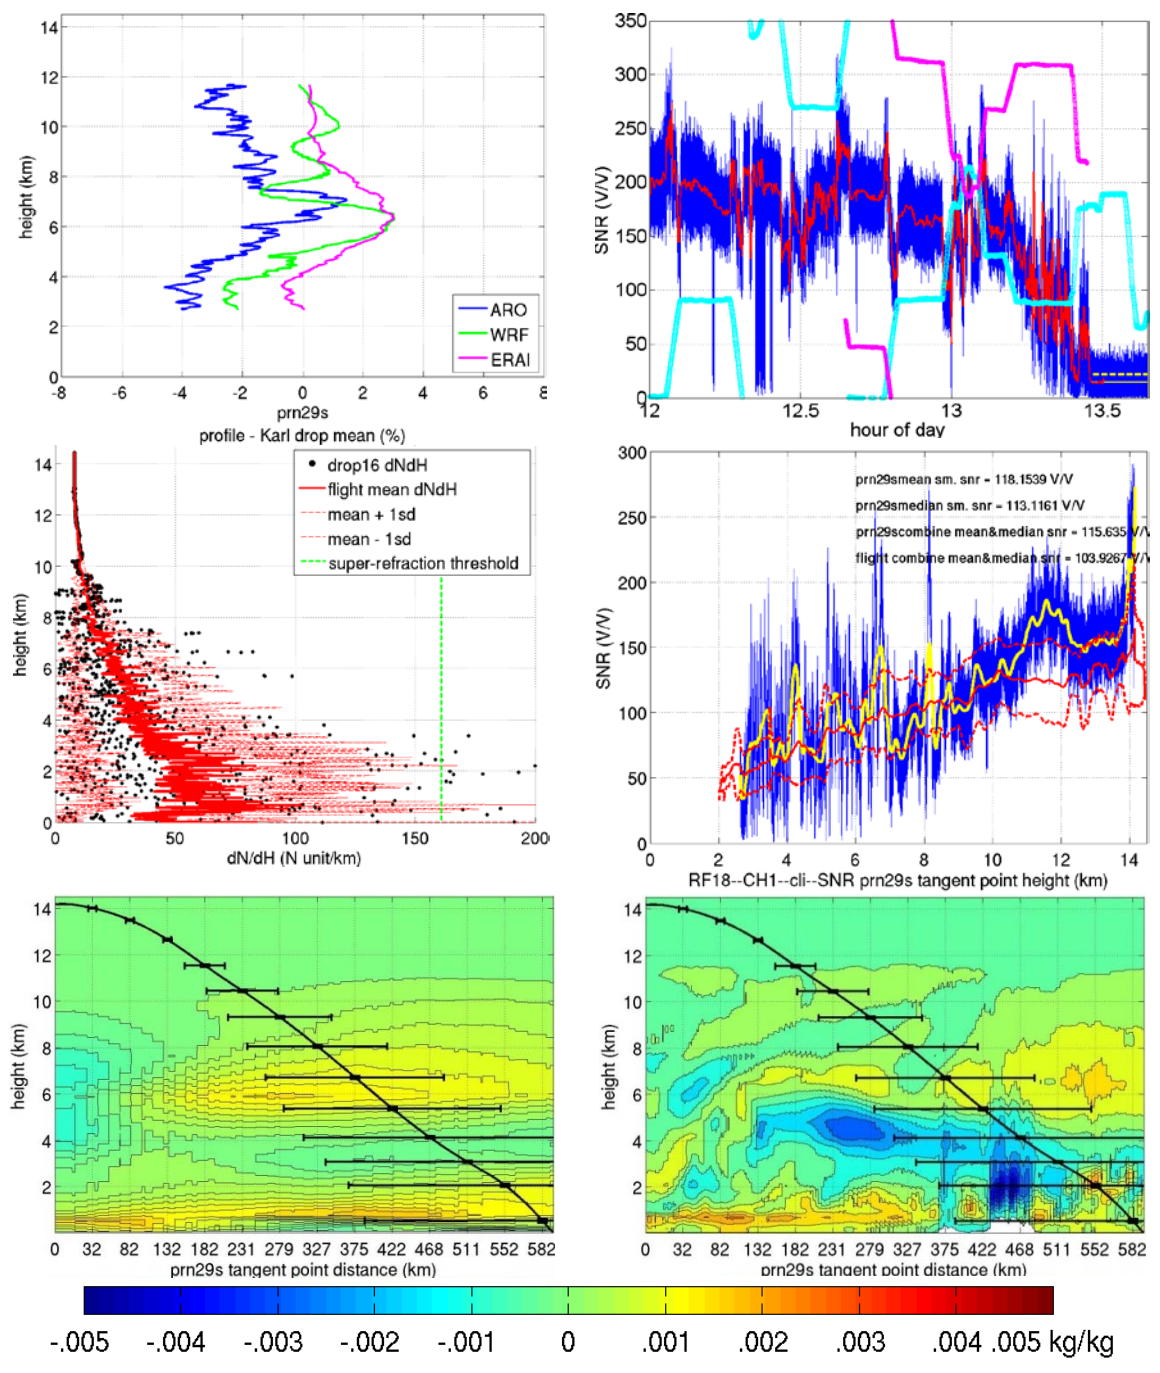 14
12
10
8
6
4
2
0
height (km)
ARO
WRF
ERAI
-8 -6 -4 -2 0 2 4 6 8
prn29s
profile - Karl drop mean (%)
350
300
250
200
150
100
50
0
SNR (V/V)
12 12.5 13 13.5
hour of day
14
12
10
8
6
4
2
0
height (km)
drop16 dNdH
flight mean dNdH
mean + 1sd
mean - 1sd
super-refraction threshold
0 50 100 150 200
dN/dH (N unit/km)
300
250
200
150
100
50
0
SNR (V/V)
prn29smean sm. snr = 118.1539 V/V
prn29smedian sm. snr = 113.1161 V/V
prn29scombine mean&median snr = 115.635 V/V
flight combine mean&median snr = 103.9267 V/V
0 2 4 6 8 10 12 14
RF18--CH1--cli--SNR prn29s tangent point height (km)
14
12
10
8
6
4
2
height (km)
0 32 82 132 182 231 279 327 375 422 468 511 552 582
prn29s tangent point distance (km)
14
12
10
8
6
4
2
height (km)
0 32 82 132 182 231 279 327 375 422 468 511 552 582
prn29s tangent point distance (km)
-.005 -.004 -.003 -.002 -.001 0 .001 .002 .003 .004 .005 kg/kg